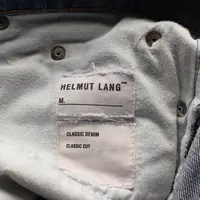 HELMUT LANG
M.
CLASSIC DENIM
CLASSIC CUT